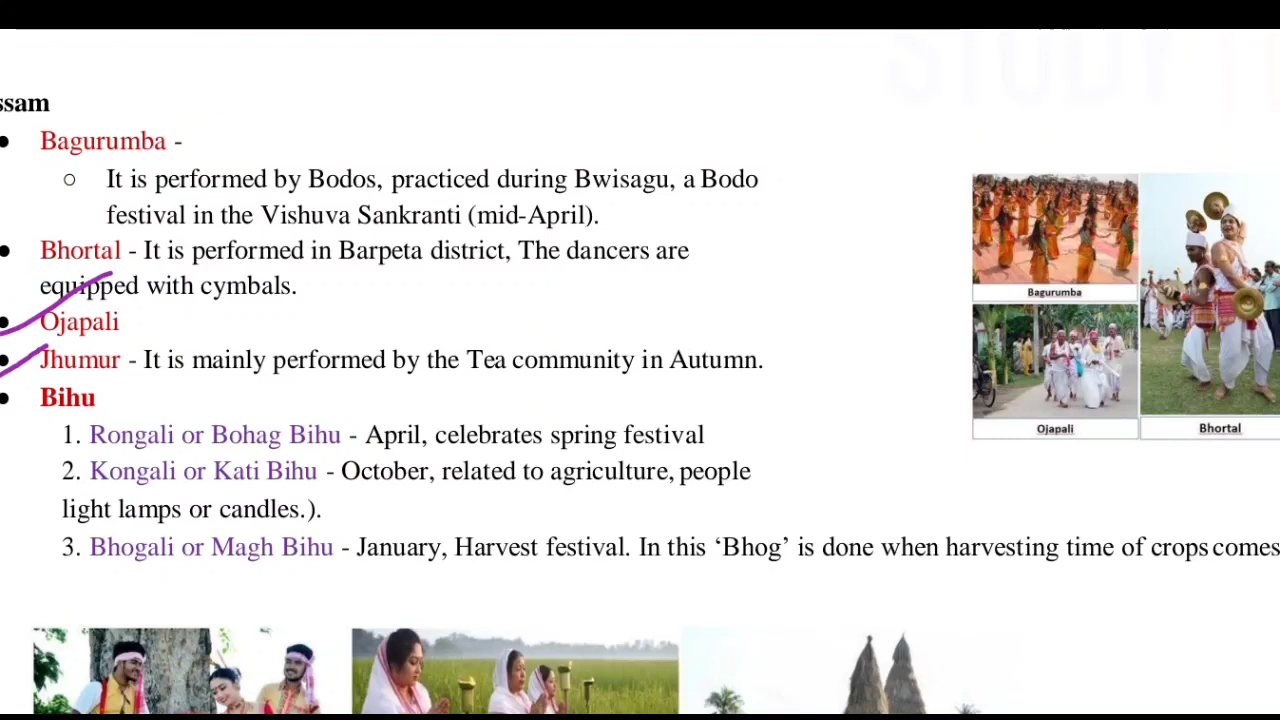 ssam
● Bagurumba -
○ It is performed by Bodos, practiced during Bwisagu, a Bodo
festival in the Vishuva Sankranti (mid-April).
● Bhortal - It is performed in Barpeta district, The dancers are
equipped with cymbals.
● Ojapali
● Jhumur - It is mainly performed by the Tea community in Autumn.
● Bihu
1. Rongali or Bohag Bihu - April, celebrates spring festival
2. Kongali or Kati Bihu - October, related to agriculture, people
light lamps or candles.).
3. Bhogali or Magh Bihu - January, Harvest festival. In this ‘Bhog’ is done when harvesting time of crops comes
STUDY
Bagurumba
Ojapali
Bhortal